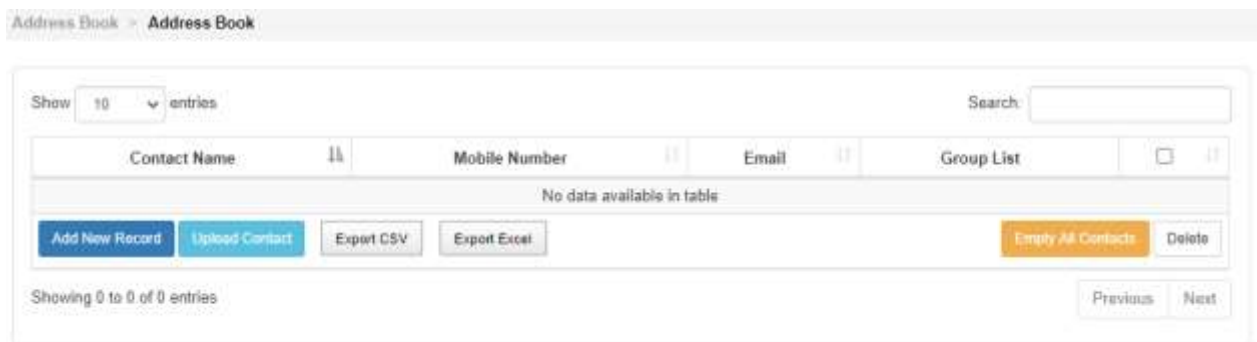 Address Book > Address Book
Show 10 entries Search:
Contact Name Mobile Number Email Group List
No data available in table
Add New Record Upload Contact Export CSV Export Excel Empty All Contacts Delete
Showing 0 to 0 of 0 entries Previous Next